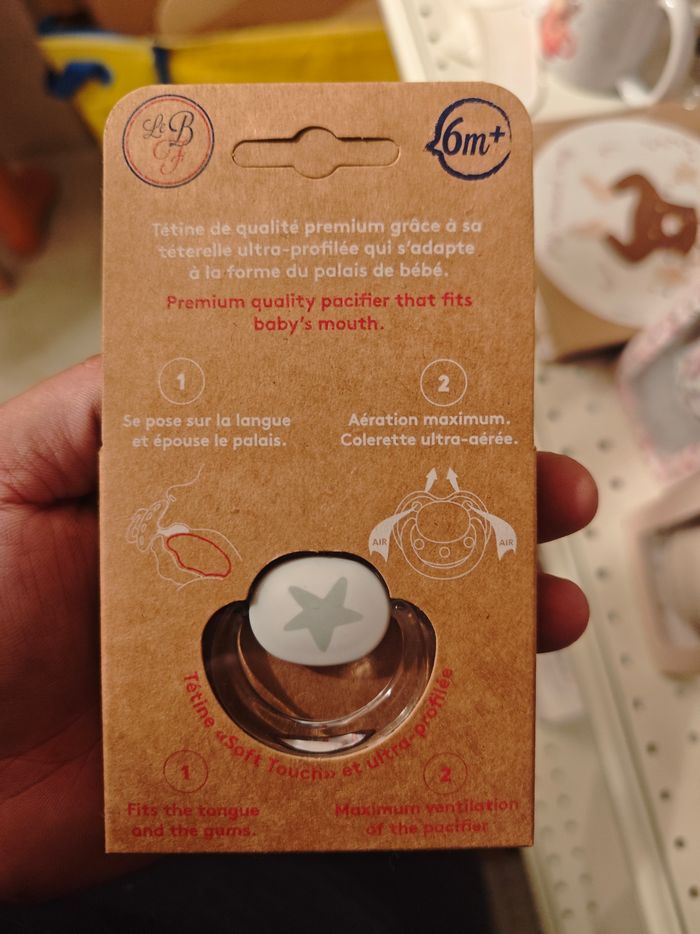 Le B
F
6m+
Tétine de qualité premium grâce à sa
téterelle ultra-profilée qui s'adapte
à la forme du palais de bébé.
Premium quality pacifier that fits
baby's mouth.
1
Se pose sur la langue
et épouse le palais.
2
Aération maximum.
Colerette ultra-aérée.
AIR
AIR
Tétine «Soft Touch» et ultra-profilée
1
Fits the tongue
and the gums.
2
Maximum ventilation
of the pacifier